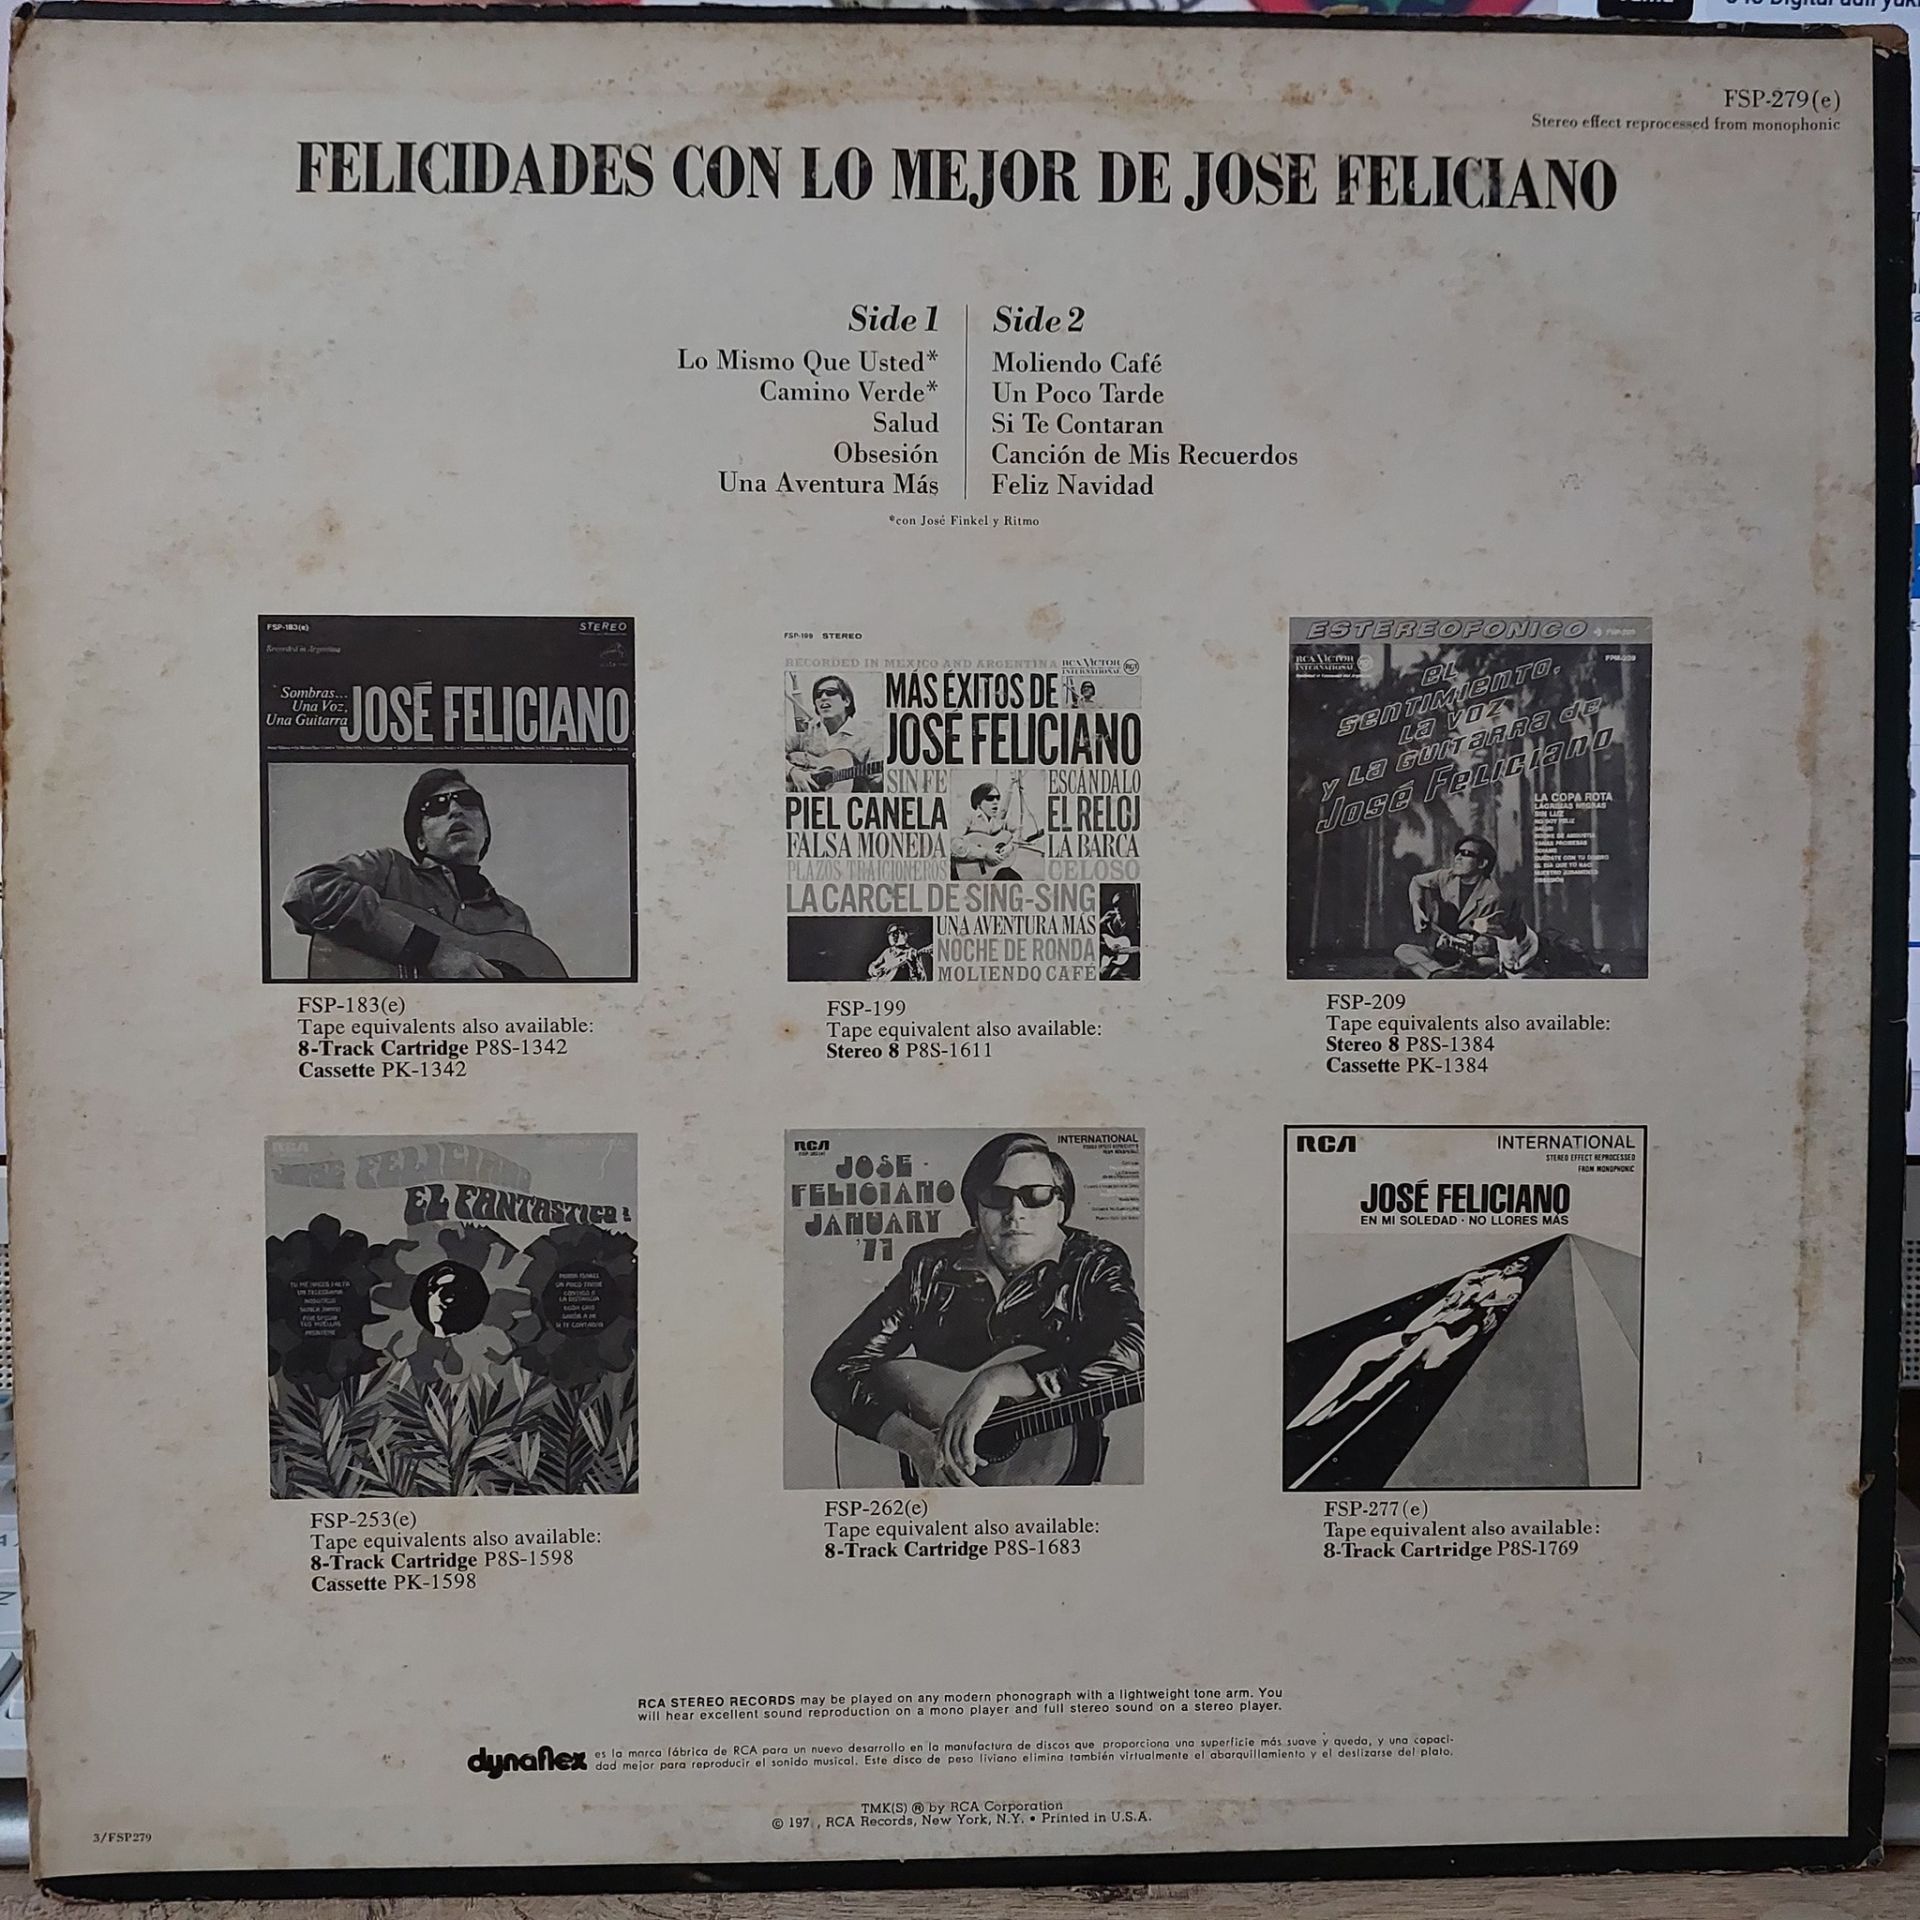 FSP-279(e)
Stereo effect reprocessed from monophonic
FELICIDADES CON LO MEJOR DE JOSE FELICIANO
Side 1
Lo Mismo Que Usted*
Camino Verde*
Salud
Obsesión
Una Aventura Más
Side 2
Moliendo Café
Un Poco Tarde
Si Te Contaran
Canción de Mis Recuerdos
Feliz Navidad
*con José Finkel y Ritmo
FSP-183(e)
STEREO
Recorded in Argentina
Sombras...
Una Voz,
Una Guitarra
JOSÉ FELICIANO
FSP-183(e)
Tape equivalents also available:
8-Track Cartridge P8S-1342
Cassette PK-1342
FSP-199 STEREO
RECORDED IN MEXICO AND ARGENTINA
RCA VICTOR
INTERNATIONAL
MÁS ÉXITOS DE
JOSÉ FELICIANO
SIN FE
ESCÁNDALO
PIEL CANELA
EL RELOJ
FALSA MONEDA
LA BARCA
PLAZOS TRAICIONEROS
CELOSO
LA CARCEL DE SING-SING
UNA AVENTURA MÁS
NOCHE DE RONDA
MOLIENDO CAFÉ
FSP-199
Tape equivalent also available:
Stereo 8 P8S-1611
ESTEREOFONICO
RCA VICTOR
INTERNATIONAL
EL
SENTIMIENTO,
LA VOZ
Y LA GUITARRA DE
JOSÉ FELICIANO
LA COPA ROTA
LAGRIMAS NEGRAS
SIN LUZ
FSP-209
Tape equivalents also available:
Stereo 8 P8S-1384
Cassette PK-1384
RCA
JOSE FELICIANO
EL FANTASTICO!
FSP-253(e)
Tape equivalents also available:
8-Track Cartridge P8S-1598
Cassette PK-1598
RCA
INTERNATIONAL
JOSE
FELICIANO
JANUARY
'71
FSP-262(e)
Tape equivalent also available:
8-Track Cartridge P8S-1683
RCA
INTERNATIONAL
STEREO EFFECT REPROCESSED
FROM MONOPHONIC
JOSÉ FELICIANO
EN MI SOLEDAD · NO LLORES MÁS
FSP-277(e)
Tape equivalent also available:
8-Track Cartridge P8S-1769
RCA STEREO RECORDS may be played on any modern phonograph with a lightweight tone arm. You
will hear excellent sound reproduction on a mono player and full stereo sound on a stereo player.
dynaflex es la marca fábrica de RCA para un nuevo desarrollo en la manufactura de discos que proporciona una superficie más suave y queda, y una capaci-
dad mejor para reproducir el sonido musical. Este disco de peso liviano elimina también virtualmente el abarquillamiento y el deslizarse del plato.
TMK(S) ® by RCA Corporation
© 197 , RCA Records, New York, N.Y. • Printed in U.S.A.
3/FSP279